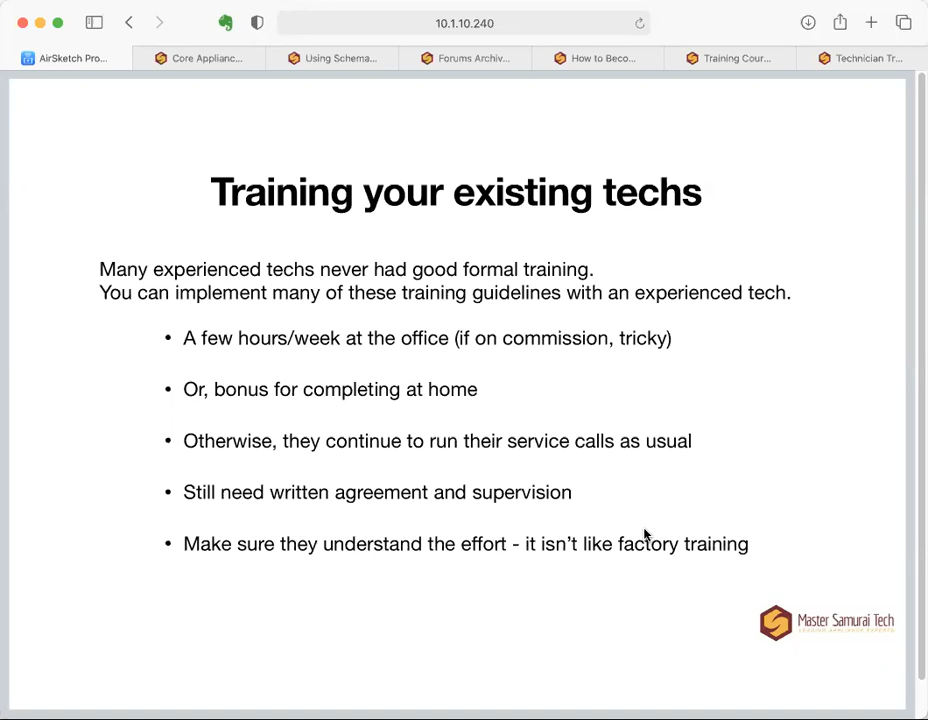 10.1.10.240
AirSketch Pro...
Core Applianc...
Using Schema...
Forums Archiv...
How to Beco...
Training Cour...
Technician Tr...
Training your existing techs
Many experienced techs never had good formal training.
You can implement many of these training guidelines with an experienced tech.
• A few hours/week at the office (if on commission, tricky)
• Or, bonus for completing at home
• Otherwise, they continue to run their service calls as usual
• Still need written agreement and supervision
• Make sure they understand the effort - it isn't like factory training
Master Samurai Tech